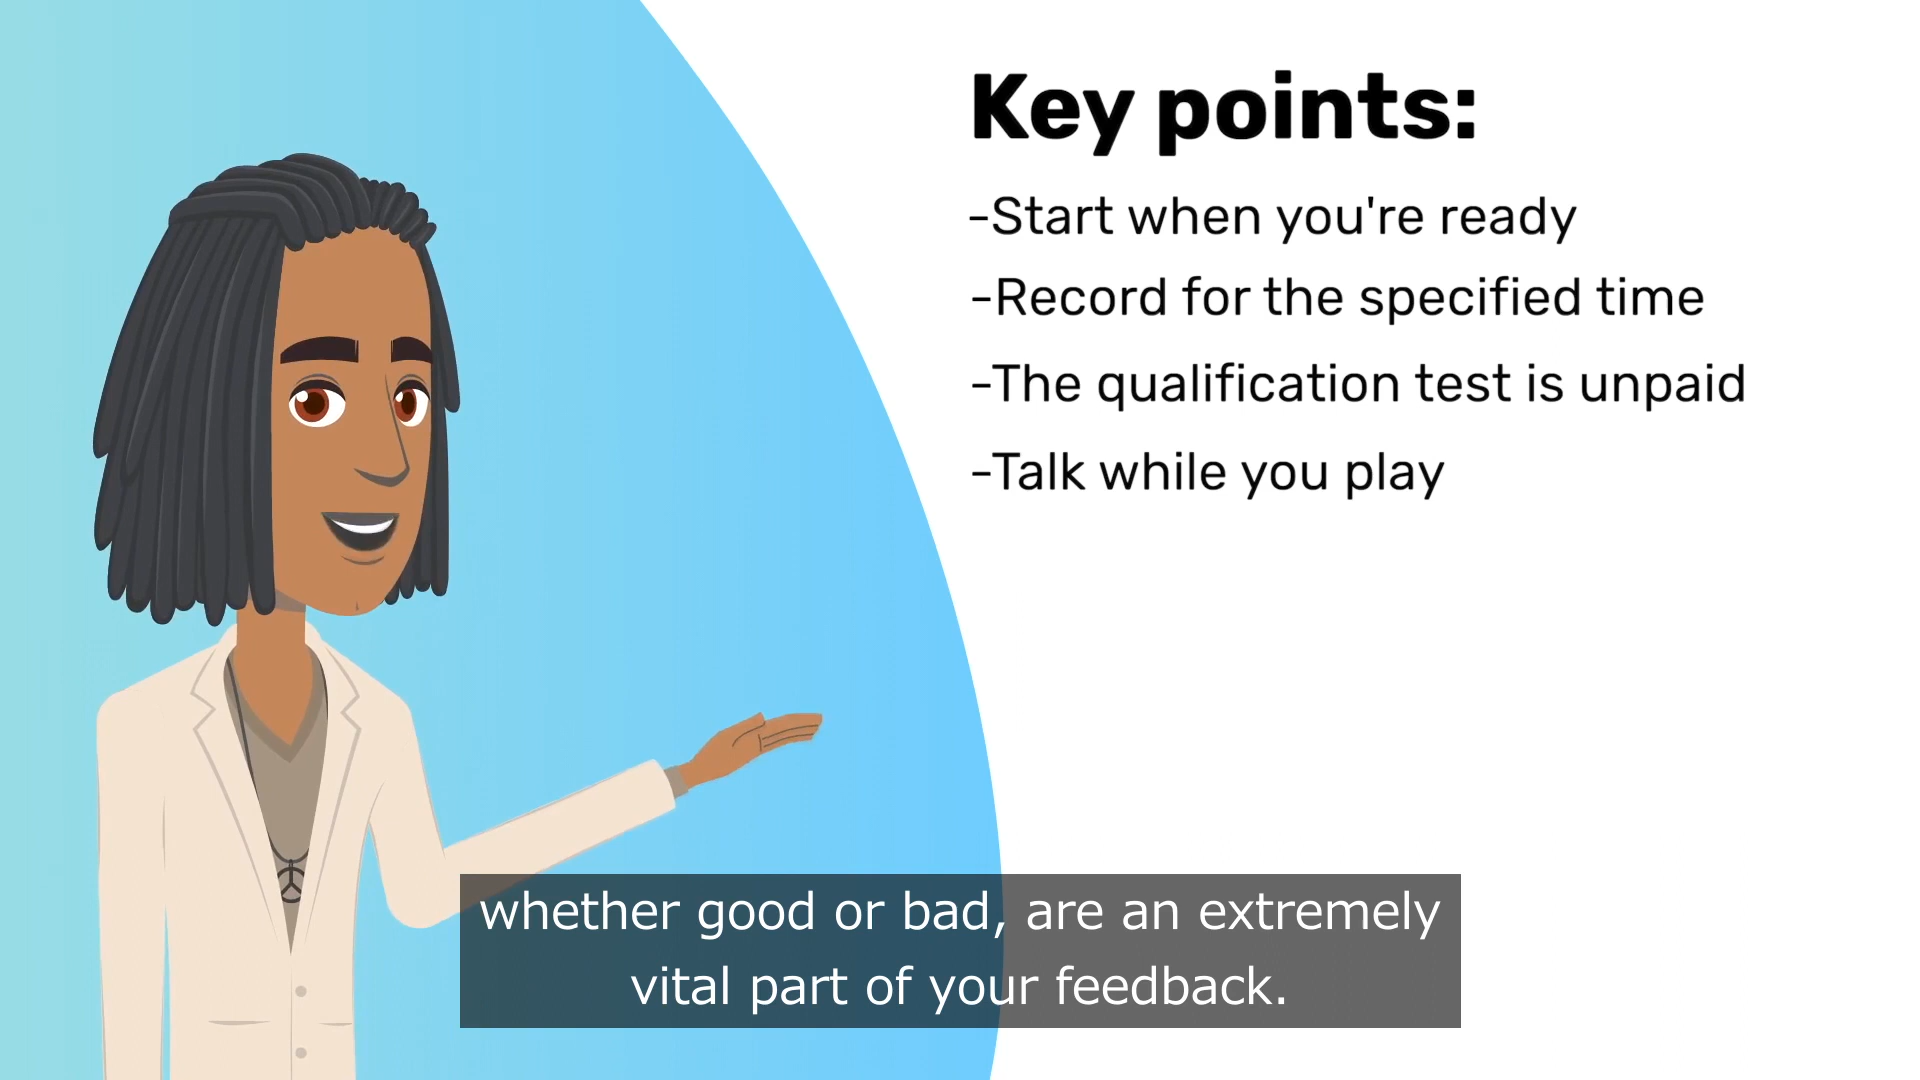 Key points:
-Start when you're ready
-Record for the specified time
-The qualification test is unpaid
-Talk while you play
whether good or bad, are an extremely
vital part of your feedback.